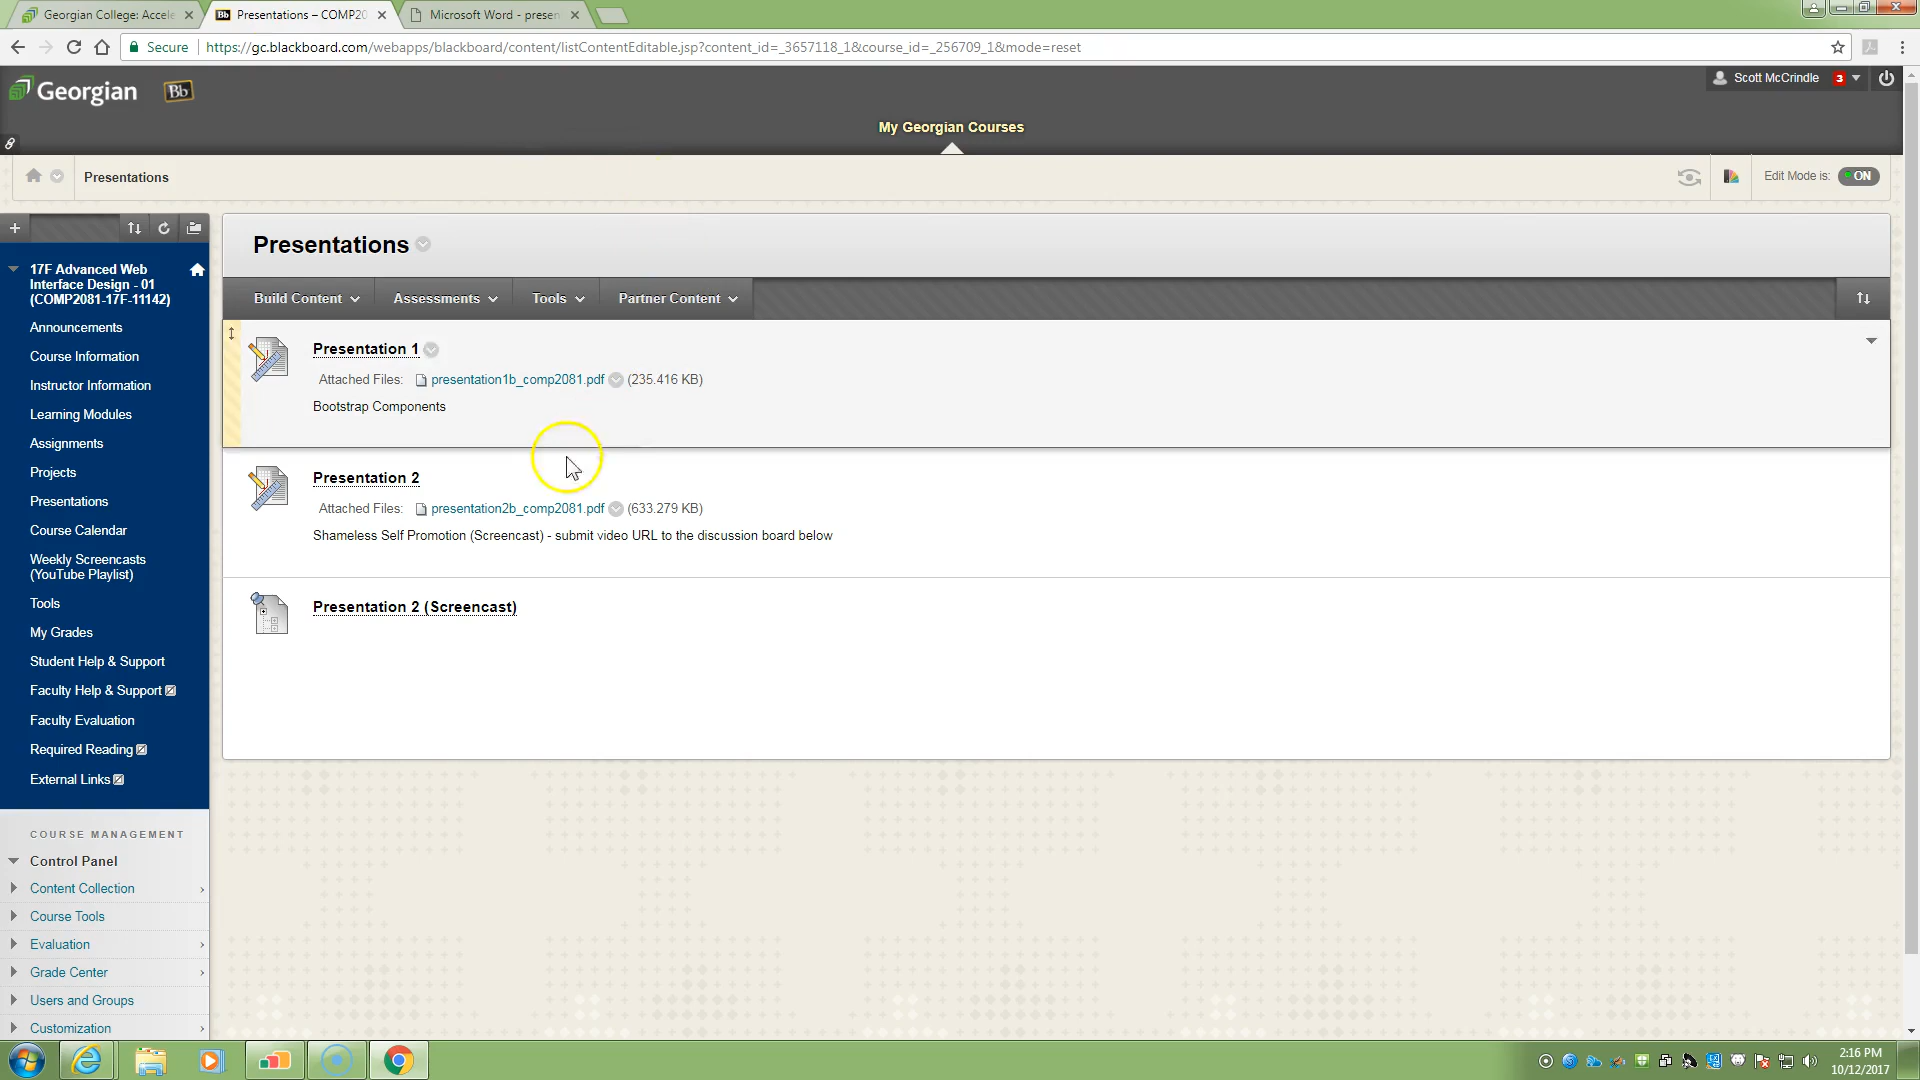 Georgian College: Accele
Presentations – COMP20
Microsoft Word - presen
Secure
https://gc.blackboard.com/webapps/blackboard/content/listContentEditable.jsp?content_id=_3657118_1&course_id=_256709_1&mode=reset
Georgian
Bb
Scott McCrindle 3
My Georgian Courses
Presentations
Edit Mode is: ON
Presentations
Build Content
Assessments
Tools
Partner Content
17F Advanced Web
Interface Design - 01
(COMP2081-17F-11142)
Announcements
Course Information
Instructor Information
Learning Modules
Assignments
Projects
Presentations
Course Calendar
Weekly Screencasts
(YouTube Playlist)
Tools
My Grades
Student Help & Support
Faculty Help & Support
Faculty Evaluation
Required Reading
External Links
COURSE MANAGEMENT
Control Panel
Content Collection
Course Tools
Evaluation
Grade Center
Users and Groups
Customization
Presentation 1
Attached Files: presentation1b_comp2081.pdf (235.416 KB)
Bootstrap Components
Presentation 2
Attached Files: presentation2b_comp2081.pdf (633.279 KB)
Shameless Self Promotion (Screencast) - submit video URL to the discussion board below
Presentation 2 (Screencast)
2:16 PM
10/12/2017